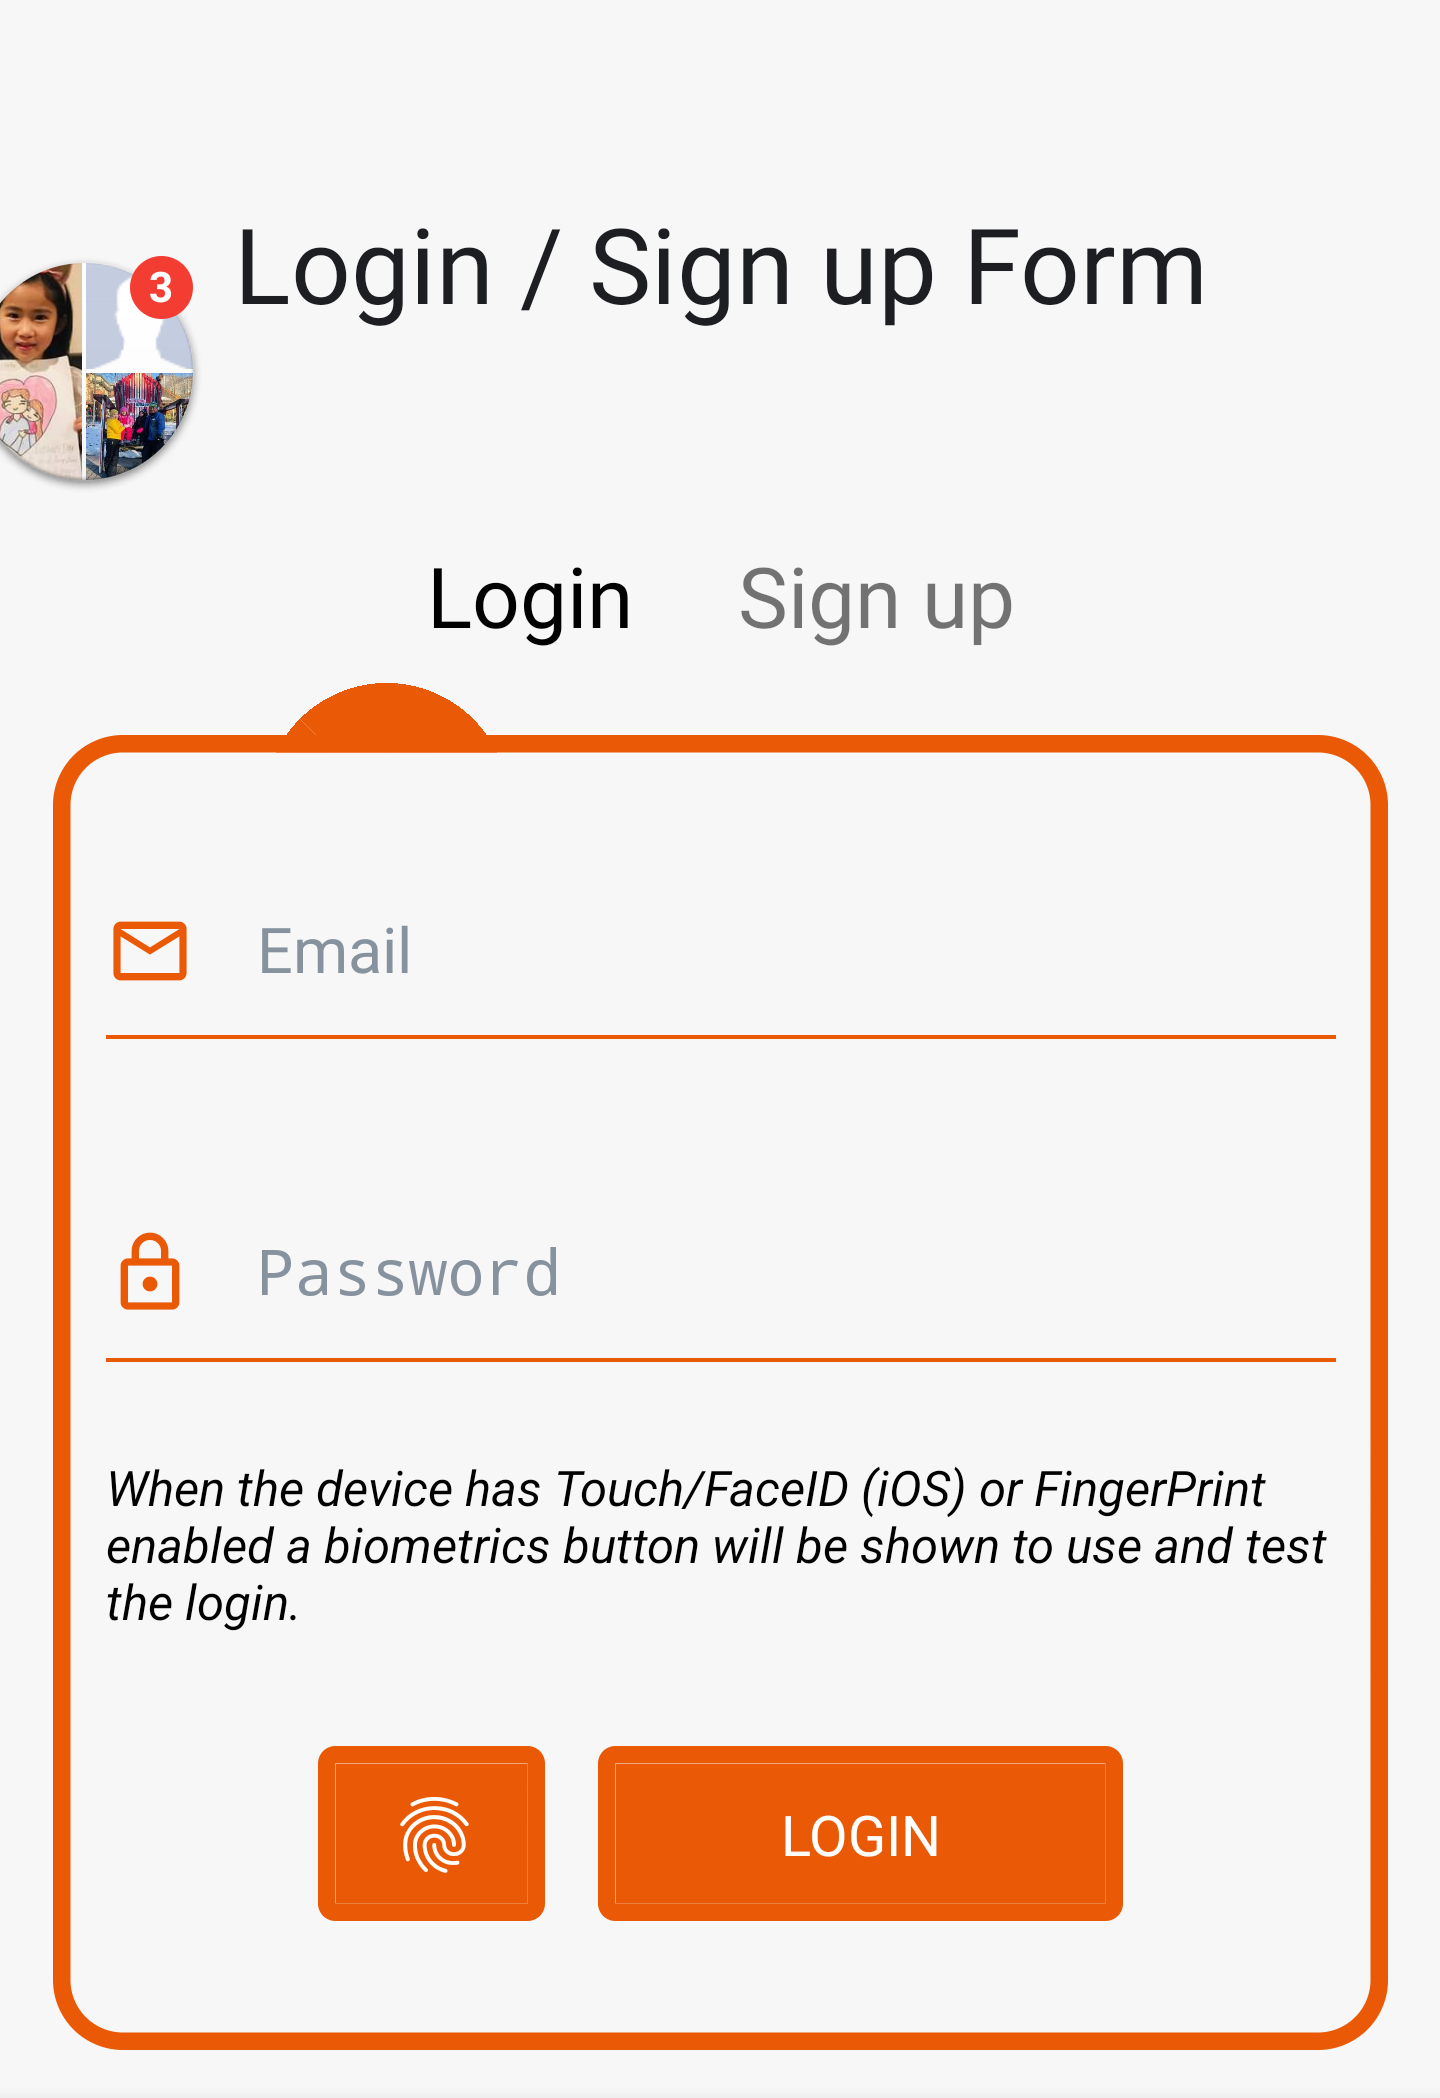 Login / Sign up Form
3
Login
Sign up
Email
Password
When the device has Touch/FaceID (iOS) or FingerPrint
enabled a biometrics button will be shown to use and test
the login.
LOGIN